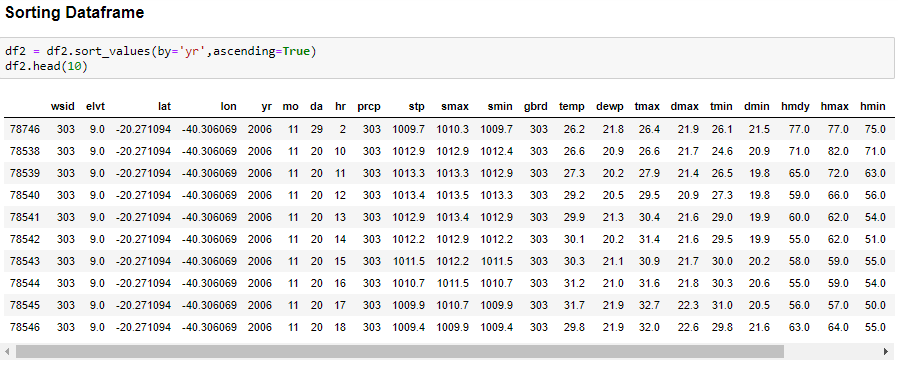 Sorting Dataframe
df2 = df2.sort_values(by='yr',ascending=True)
df2.head(10)
wsid elvt lat lon yr mo da hr prcp stp smax smin gbrd temp dewp tmax dmax tmin dmin hmdy hmax hmin
78746 303 9.0 -20.271094 -40.306069 2006 11 29 2 303 1009.7 1010.3 1009.7 303 26.2 21.8 26.4 21.9 26.1 21.5 77.0 77.0 75.0
78538 303 9.0 -20.271094 -40.306069 2006 11 20 10 303 1012.9 1012.9 1012.4 303 26.6 20.9 26.6 21.7 24.6 20.9 71.0 82.0 71.0
78539 303 9.0 -20.271094 -40.306069 2006 11 20 11 303 1013.3 1013.3 1012.9 303 27.3 20.2 27.9 21.4 26.5 19.8 65.0 72.0 63.0
78540 303 9.0 -20.271094 -40.306069 2006 11 20 12 303 1013.4 1013.5 1013.3 303 29.2 20.5 29.5 20.9 27.3 19.8 59.0 66.0 56.0
78541 303 9.0 -20.271094 -40.306069 2006 11 20 13 303 1012.9 1013.4 1012.9 303 29.9 21.3 30.4 21.6 29.0 19.9 60.0 62.0 54.0
78542 303 9.0 -20.271094 -40.306069 2006 11 20 14 303 1012.2 1012.9 1012.2 303 30.1 20.2 31.4 21.6 29.5 19.9 55.0 62.0 51.0
78543 303 9.0 -20.271094 -40.306069 2006 11 20 15 303 1011.5 1012.2 1011.5 303 30.3 21.1 30.9 21.7 30.0 20.2 58.0 59.0 55.0
78544 303 9.0 -20.271094 -40.306069 2006 11 20 16 303 1010.7 1011.5 1010.7 303 31.2 21.0 31.6 21.8 30.3 20.6 55.0 59.0 54.0
78545 303 9.0 -20.271094 -40.306069 2006 11 20 17 303 1009.9 1010.7 1009.9 303 31.7 21.9 32.7 22.3 31.0 20.5 56.0 57.0 50.0
78546 303 9.0 -20.271094 -40.306069 2006 11 20 18 303 1009.4 1009.9 1009.4 303 29.8 21.9 32.0 22.6 29.8 21.6 63.0 64.0 55.0